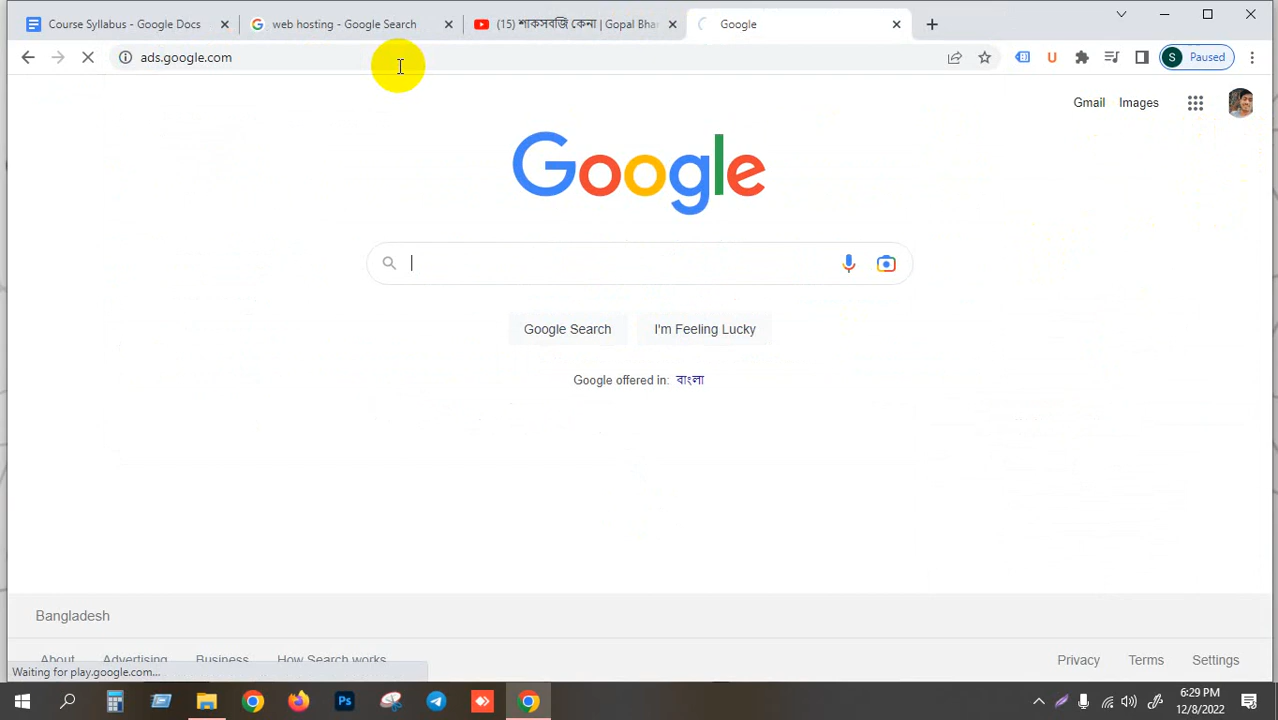 Course Syllabus - Google Docs
web hosting - Google Search
(15) শাকসবজি কেনা | Gopal Bhar
Google
ads.google.com
S Paused
Gmail Images
Google
Google Search
I'm Feeling Lucky
Google offered in: বাংলা
Bangladesh
About Advertising Business How Search works
Privacy Terms Settings
Waiting for play.google.com...
Ps
6:29 PM
12/8/2022